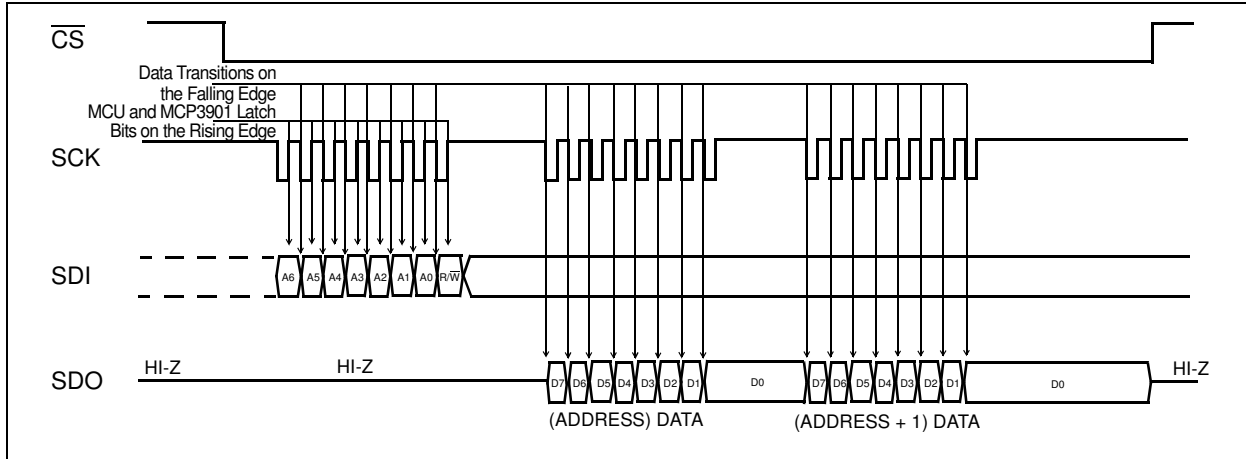 CS
Data Transitions on
the Falling Edge
MCU and MCP3901 Latch
Bits on the Rising Edge
SCK
SDI
A6 A5 A4 A3 A2 A1 A0 R/W
SDO
HI-Z HI-Z D7 D6 D5 D4 D3 D2 D1 D0 D7 D6 D5 D4 D3 D2 D1 D0 HI-Z
(ADDRESS) DATA (ADDRESS + 1) DATA